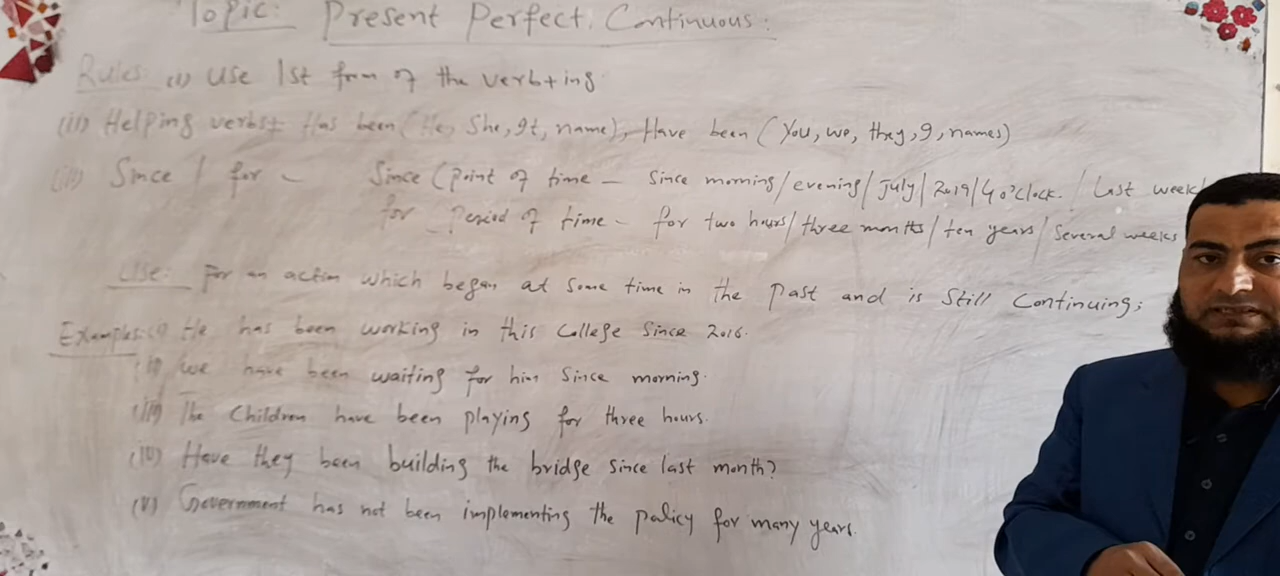 Topic: Present Perfect Continuous:
Rules (i) Use 1st form of the verb+ing.
(ii) Helping verbs: Has been (He, She, It, name), Have been (You, we, they, I, names)
(iii) Since / for – Since (point of time – Since morning/evening/July/2019/4 o'clock./ Last week
for – Period of time – for two hours/three months/ten years/several weeks
Use: For an action which began at some time in the past and is still continuing;
Examples: (i) He has been working in this College Since 2016.
(ii) We have been waiting for him Since morning.
(iii) The Children have been playing for three hours.
(iv) Have they been building the bridge since last month?
(v) Government has not been implementing the policy for many years.